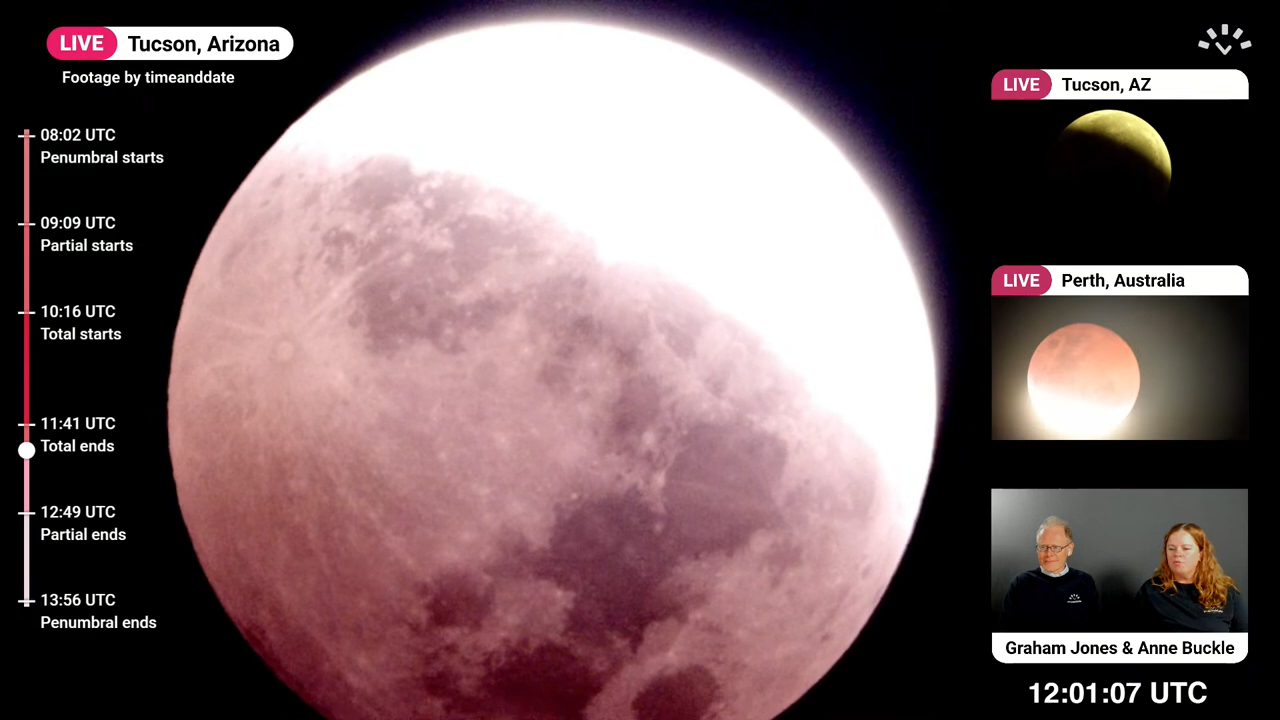 LIVE Tucson, Arizona
Footage by timeanddate
08:02 UTC
Penumbral starts
09:09 UTC
Partial starts
10:16 UTC
Total starts
11:41 UTC
Total ends
12:49 UTC
Partial ends
13:56 UTC
Penumbral ends
LIVE Tucson, AZ
LIVE Perth, Australia
Graham Jones & Anne Buckle
12:01:07 UTC